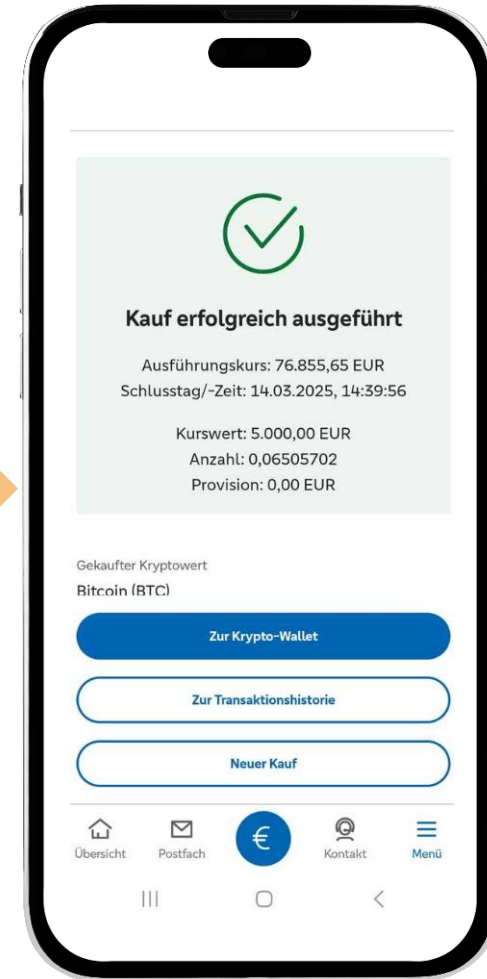 Kauf erfolgreich ausgeführt
Ausführungskurs: 76.855,65 EUR
Schlusstag/-Zeit: 14.03.2025, 14:39:56
Kurswert: 5.000,00 EUR
Anzahl: 0,06505702
Provision: 0,00 EUR
Gekaufter Kryptowert
Bitcoin (BTC)
Zur Krypto-Wallet
Zur Transaktionshistorie
Neuer Kauf
€
Übersicht Postfach Kontakt Menü